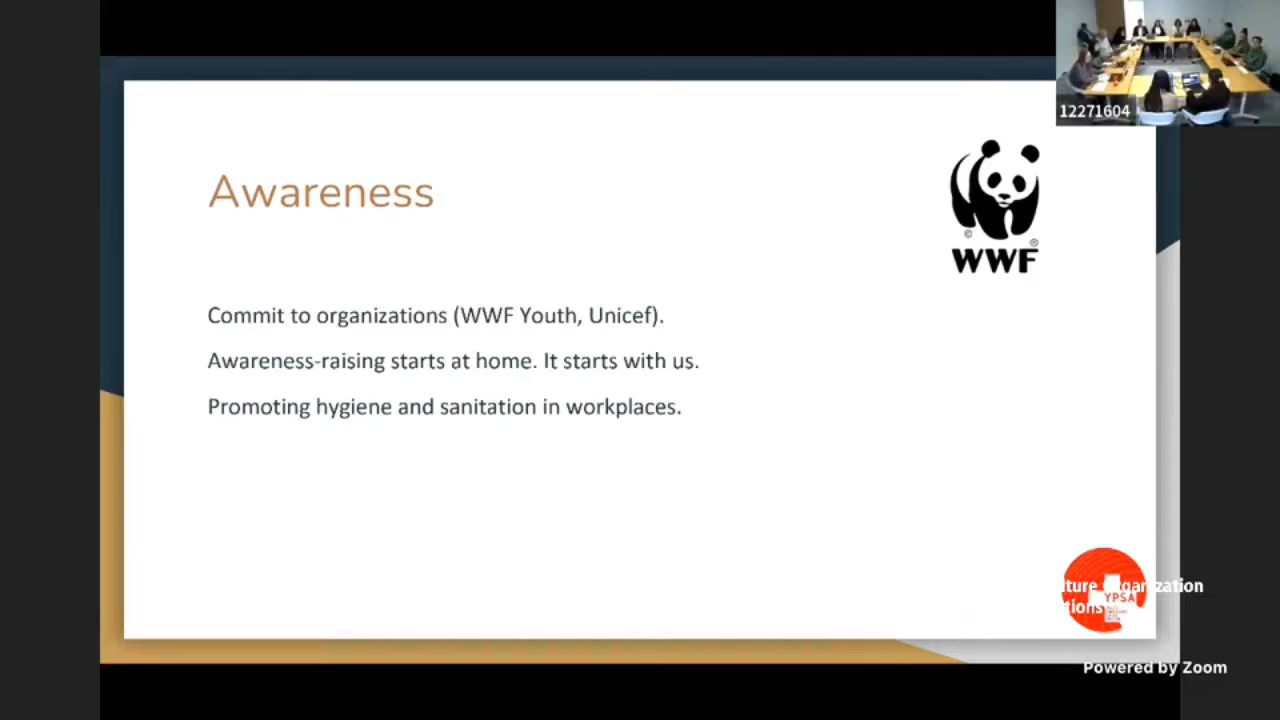 12271604
Awareness
WWF
Commit to organizations (WWF Youth, Unicef).
Awareness-raising starts at home. It starts with us.
Promoting hygiene and sanitation in workplaces.
YPSA
Powered by Zoom